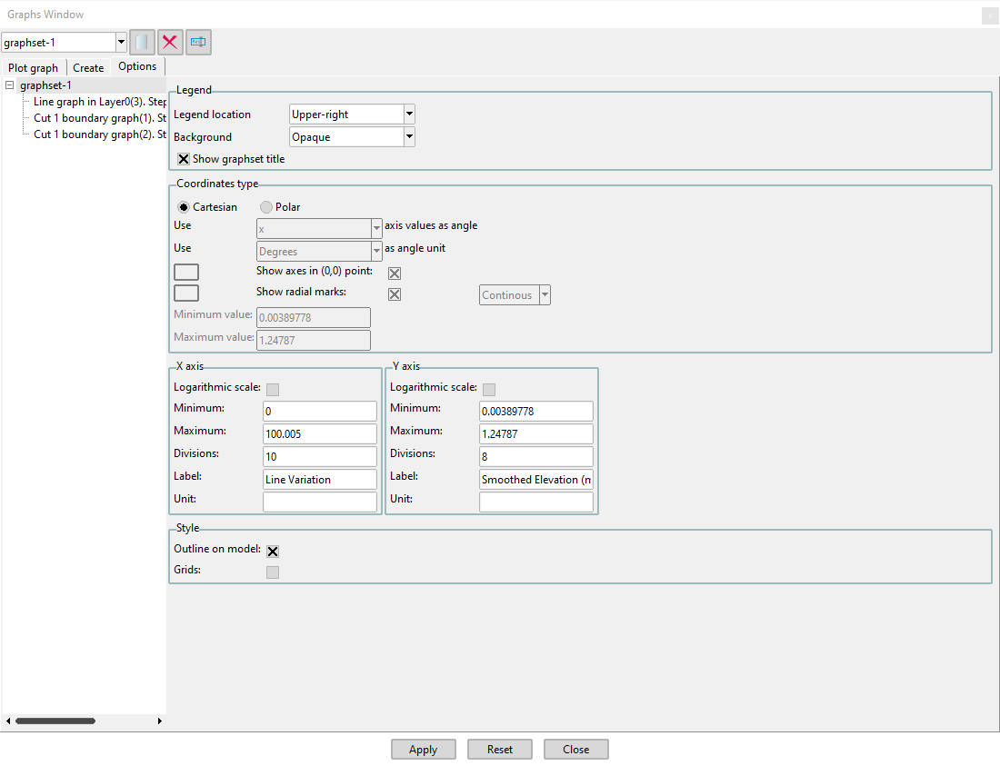 Graphs Window
graphset-1
Plot graph Create Options
graphset-1
Line graph in Layer0(3). Step
Cut 1 boundary graph(1). St
Cut 1 boundary graph(2). St
Legend
Legend location Upper-right
Background Opaque
Show graphset title
Coordinates type
Cartesian Polar
Use x axis values as angle
Use Degrees as angle unit
Show axes in (0,0) point:
Show radial marks: Continous
Minimum value: 0.00389778
Maximum value: 1.24787
X axis
Logarithmic scale:
Minimum: 0
Maximum: 100.005
Divisions: 10
Label: Line Variation
Unit:
Y axis
Logarithmic scale:
Minimum: 0.00389778
Maximum: 1.24787
Divisions: 8
Label: Smoothed Elevation (m
Unit:
Style
Outline on model:
Grids:
Apply Reset Close